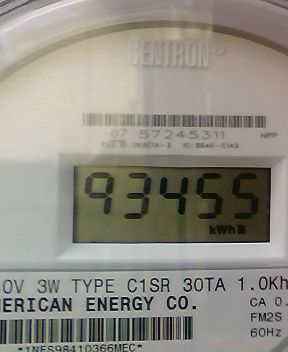 CENTRON®
07 57245311
93455
kWh
0V 3W TYPE C1SR 30TA 1.0Kh
MERICAN ENERGY CO.
CA 0.
FM2S
60Hz
*1NFS98410366MEC*